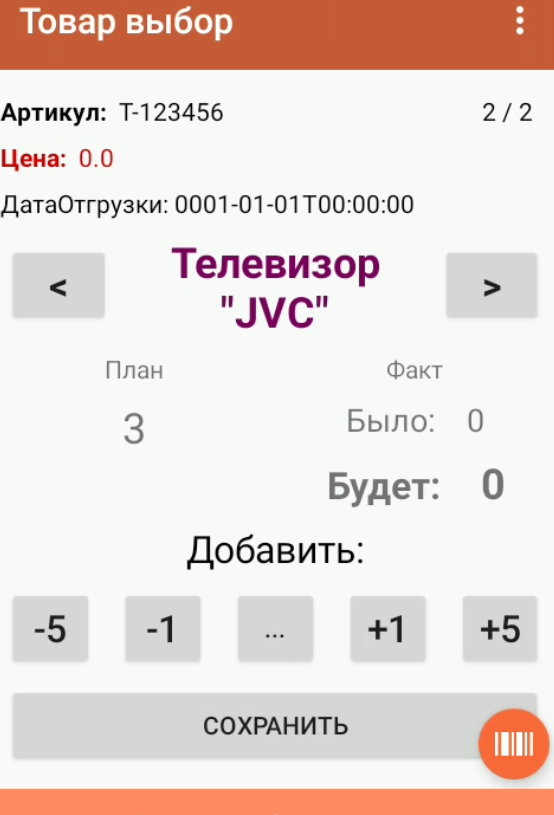 Товар выбор
Артикул: Т-123456 2 / 2
Цена: 0.0
ДатаОтгрузки: 0001-01-01T00:00:00
< Телевизор >
"JVC"
План Факт
3 Было: 0
Будет: 0
Добавить:
-5 -1 ... +1 +5
СОХРАНИТЬ